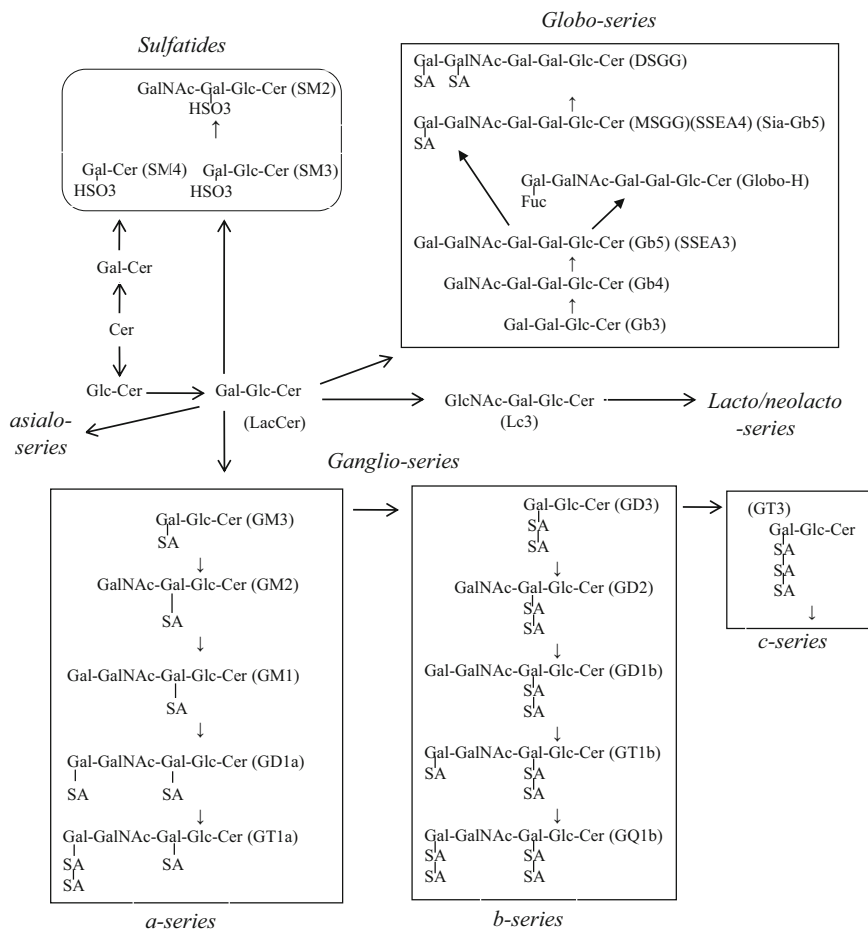 Sulfatides
GalNAc-Gal-Glc-Cer (SM2)
HSO3
↑
Gal-Cer (SM4)
HSO3
Gal-Glc-Cer (SM3)
HSO3
Gal-Cer
Cer
Glc-Cer
Gal-Glc-Cer
(LacCer)
asialo-
series
Globo-series
Gal-GalNAc-Gal-Gal-Glc-Cer (DSGG)
SA SA
↑
Gal-GalNAc-Gal-Gal-Glc-Cer (MSGG)(SSEA4) (Sia-Gb5)
SA
Gal-GalNAc-Gal-Gal-Glc-Cer (Globo-H)
Fuc
Gal-GalNAc-Gal-Gal-Glc-Cer (Gb5) (SSEA3)
↑
GalNAc-Gal-Gal-Glc-Cer (Gb4)
↑
Gal-Gal-Glc-Cer (Gb3)
GlcNAc-Gal-Glc-Cer
(Lc3)
Lacto/neolacto
-series
Ganglio-series
Gal-Glc-Cer (GM3)
SA
↓
GalNAc-Gal-Glc-Cer (GM2)
SA
↓
Gal-GalNAc-Gal-Glc-Cer (GM1)
SA
↓
Gal-GalNAc-Gal-Glc-Cer (GD1a)
SA SA
↓
Gal-GalNAc-Gal-Glc-Cer (GT1a)
SA SA
SA
a-series
Gal-Glc-Cer (GD3)
SA
SA
↓
GalNAc-Gal-Glc-Cer (GD2)
SA
SA
↓
Gal-GalNAc-Gal-Glc-Cer (GD1b)
SA
SA
↓
Gal-GalNAc-Gal-Glc-Cer (GT1b)
SA SA
SA
↓
Gal-GalNAc-Gal-Glc-Cer (GQ1b)
SA SA
SA SA
b-series
(GT3)
Gal-Glc-Cer
SA
SA
SA
↓
c-series